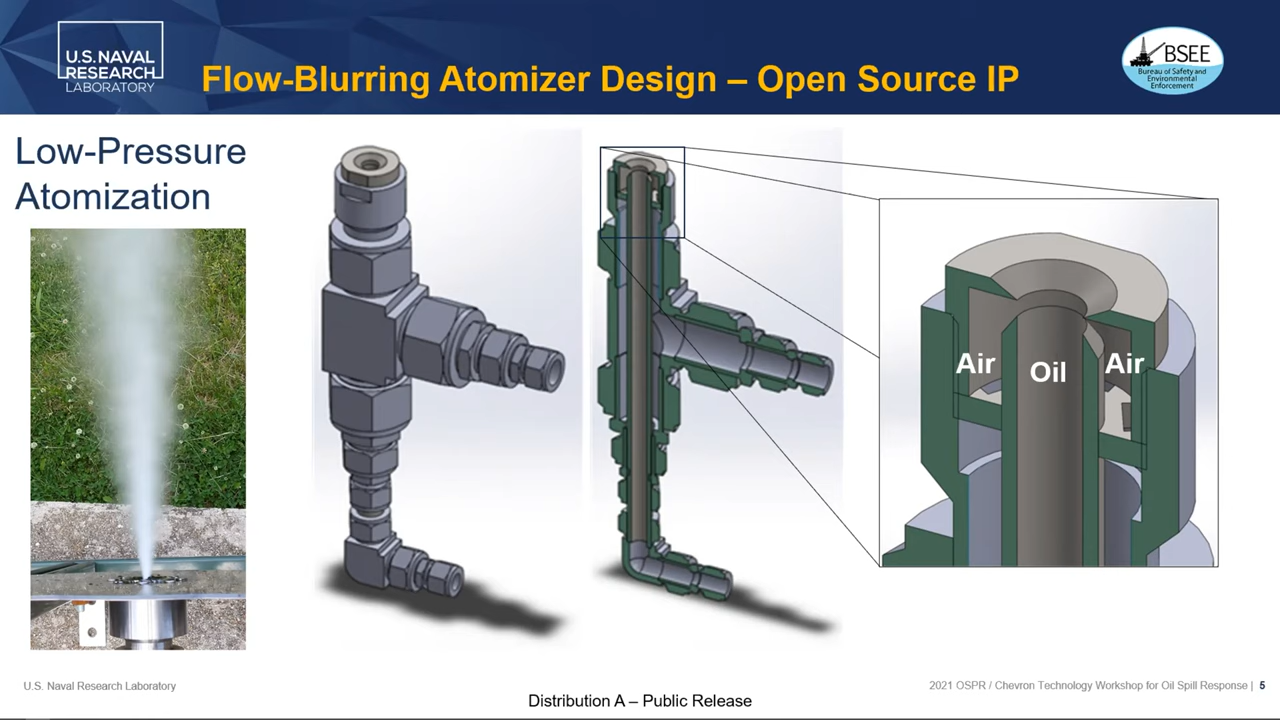 U.S. NAVAL
RESEARCH
LABORATORY
Flow-Blurring Atomizer Design – Open Source IP
BSEE
Bureau of Safety and
Environmental
Enforcement
Low-Pressure
Atomization
Air
Oil
Air
U.S. Naval Research Laboratory
Distribution A – Public Release
2021 OSPR / Chevron Technology Workshop for Oil Spill Response | 5